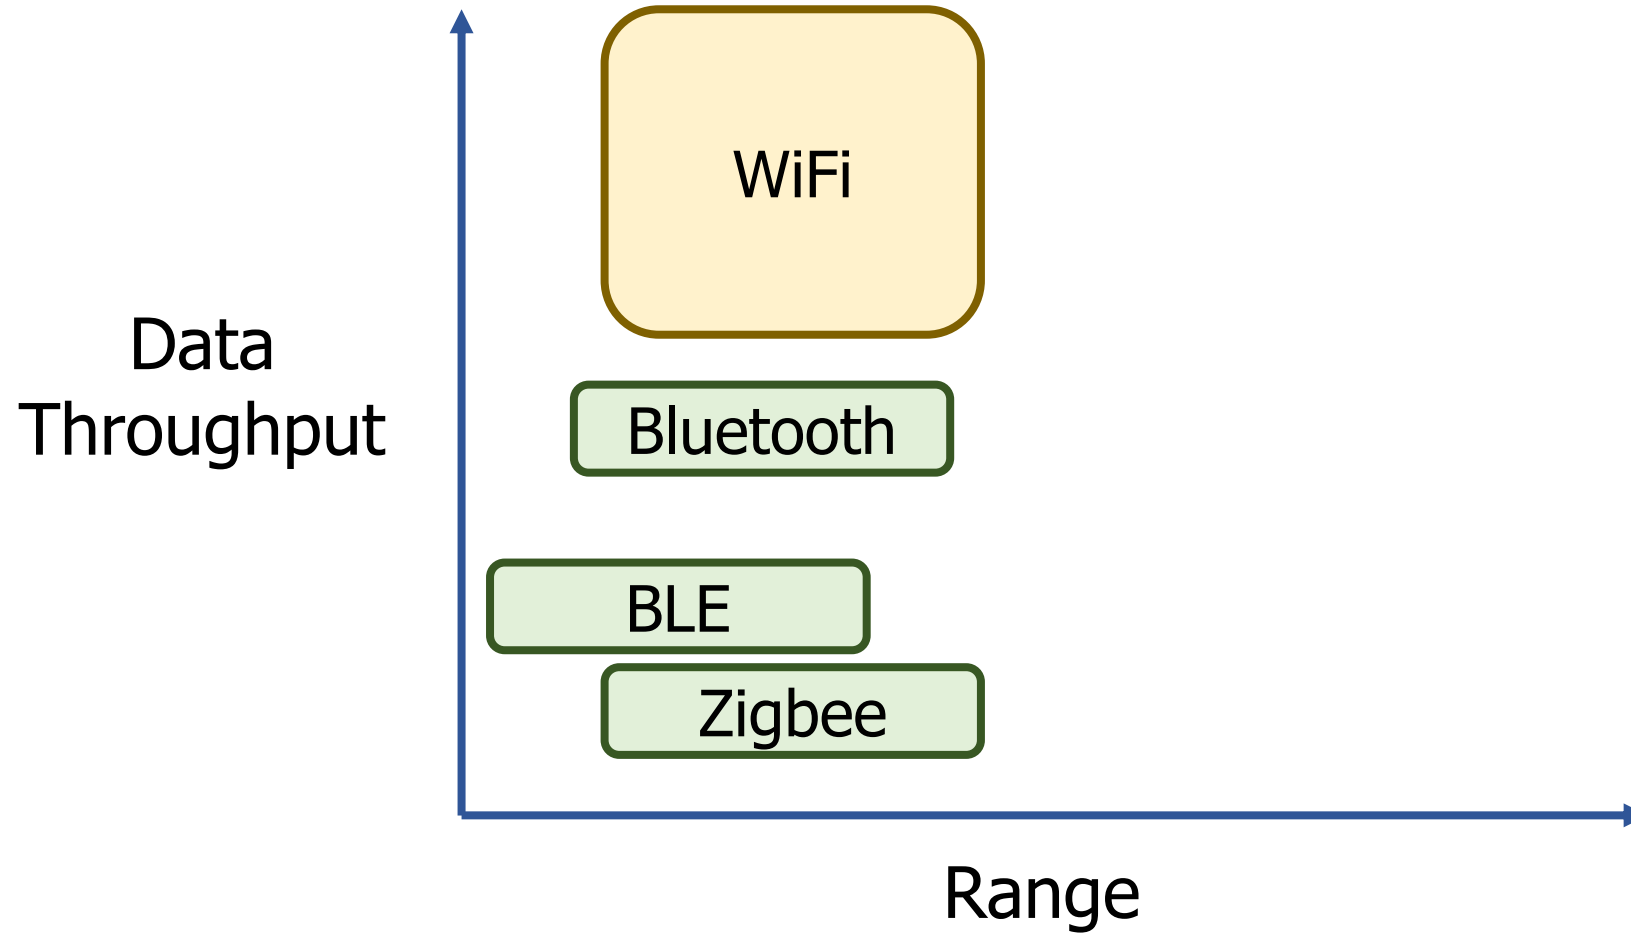 WiFi
Data
Throughput
Bluetooth
BLE
Zigbee
Range